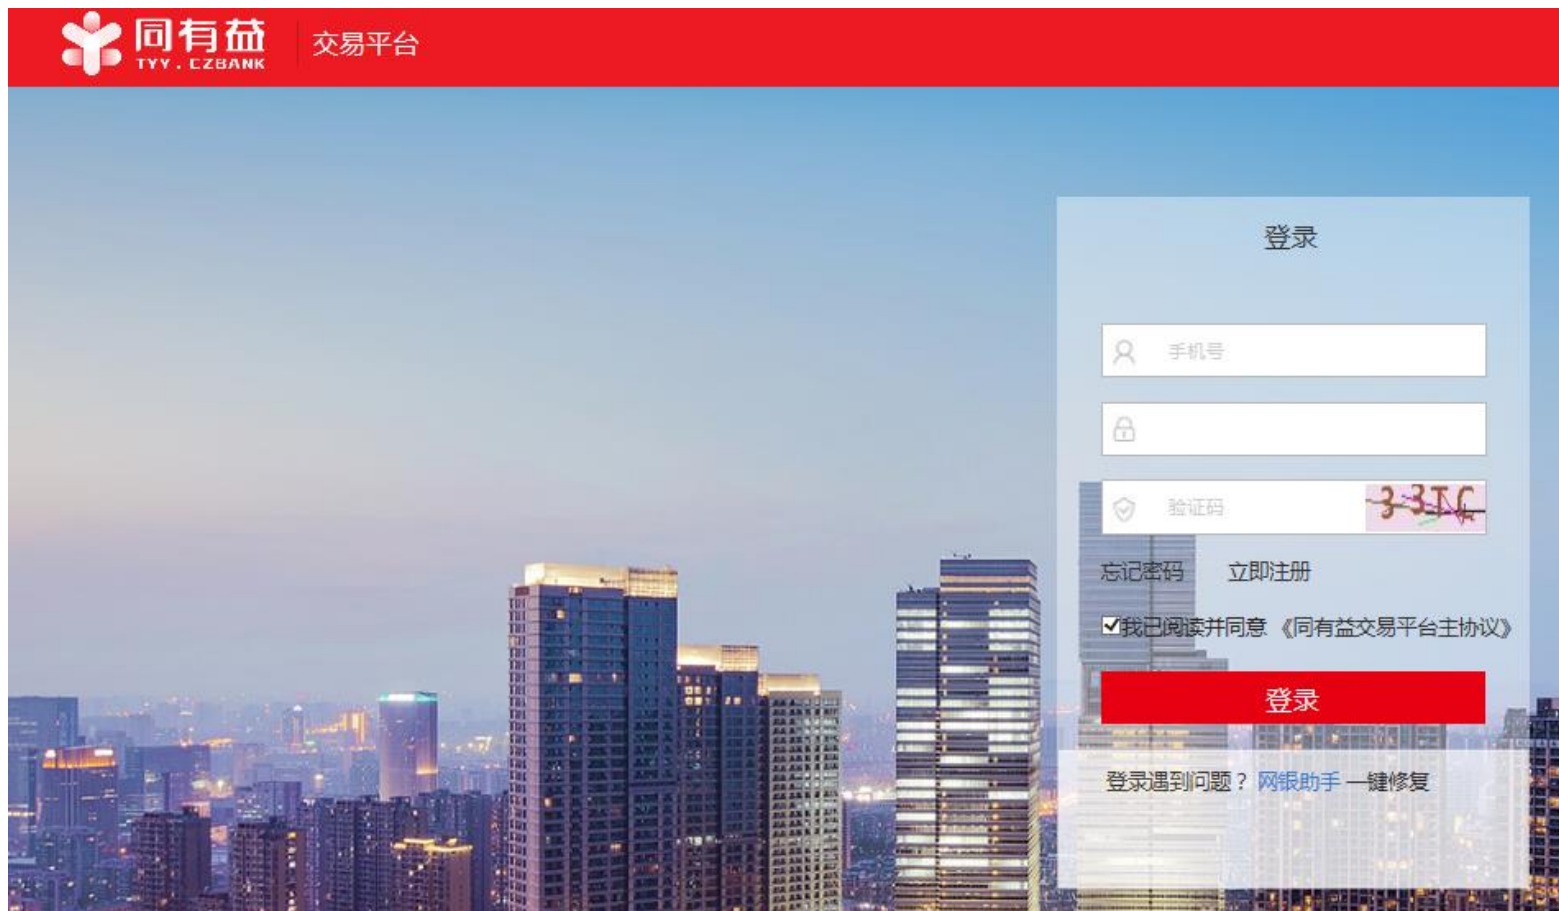 同有益
TYY.CZBANK
交易平台
登录
手机号
验证码
33TC
忘记密码 立即注册
我已阅读并同意《同有益交易平台主协议》
登录
登录遇到问题？网银助手 一键修复